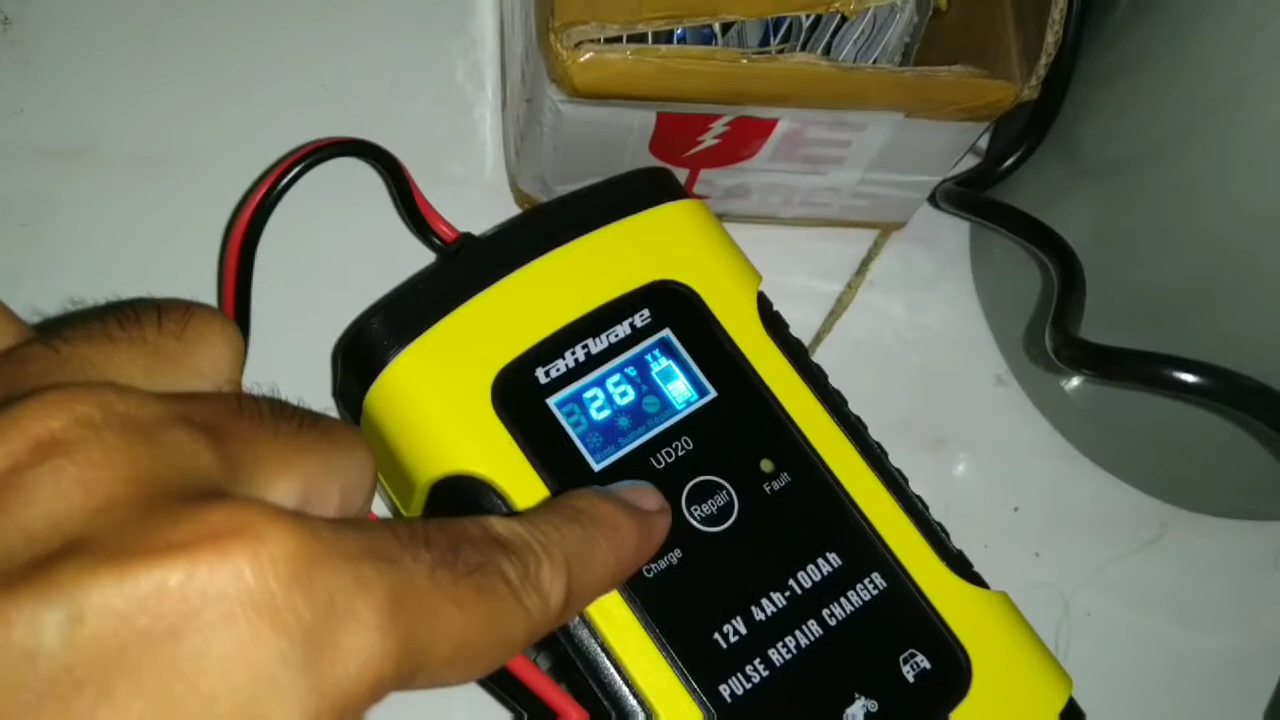 taffware
26 °C
UD20
Repair
Fault
Charge
12V 4Ah-100Ah
PULSE REPAIR CHARGER